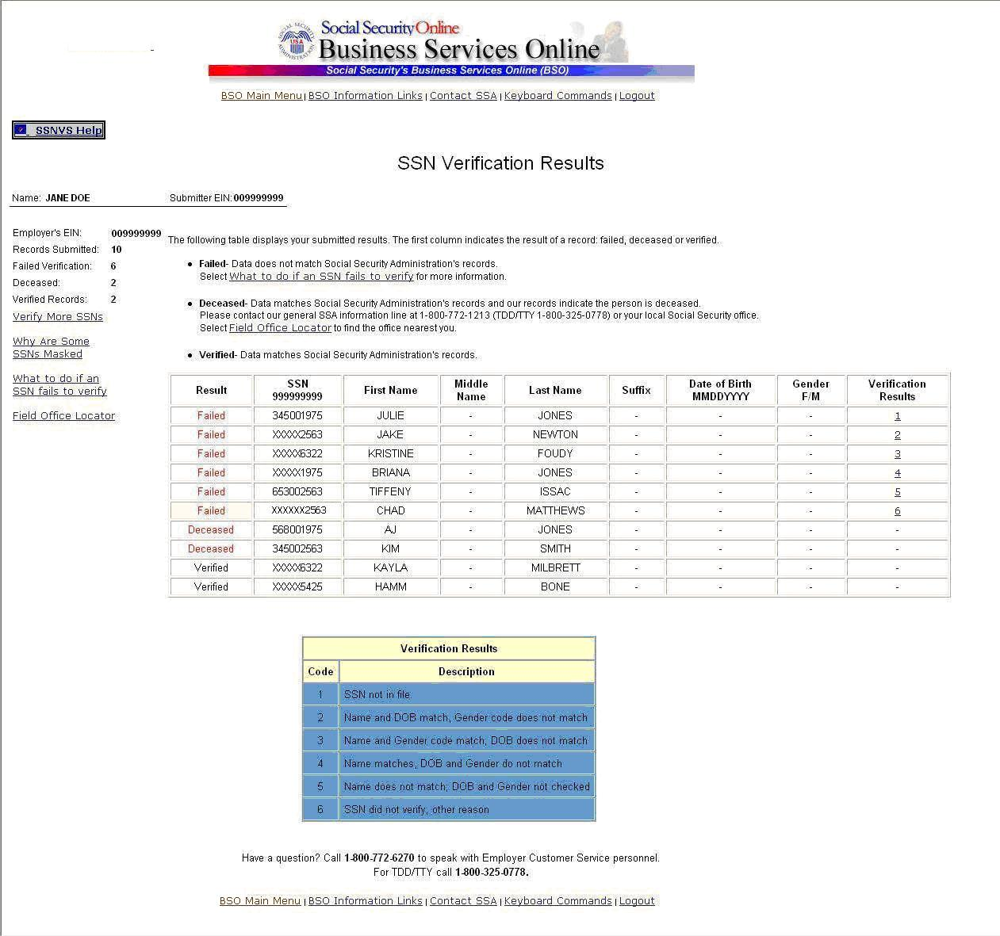 Social Security Online
Business Services Online
Social Security's Business Services Online (BSO)
BSO Main Menu | BSO Information Links | Contact SSA | Keyboard Commands | Logout
SSNVS Help
SSN Verification Results
Name: JANE DOE Submitter EIN: 009999999
Employer's EIN: 009999999
Records Submitted: 10
Failed Verification: 6
Deceased: 2
Verified Records: 2
Verify More SSNs
Why Are Some
SSNs Masked
What to do if an
SSN fails to verify
Field Office Locator
The following table displays your submitted results. The first column indicates the result of a record: failed, deceased or verified.
• Failed- Data does not match Social Security Administration's records.
Select What to do if an SSN fails to verify for more information.
• Deceased- Data matches Social Security Administration's records and our records indicate the person is deceased.
Please contact our general SSA information line at 1-800-772-1213 (TDD/TTY 1-800-325-0778) or your local Social Security office.
Select Field Office Locator to find the office nearest you.
• Verified- Data matches Social Security Administration's records.
Result SSN 999999999 First Name Middle Name Last Name Suffix Date of Birth MMDDYYYY Gender F/M Verification Results
Failed 345001975 JULIE - JONES - - - 1
Failed XXXXX2563 JAKE - NEWTON - - - 2
Failed XXXXX6322 KRISTINE - FOUDY - - - 3
Failed XXXXX1975 BRIANA - JONES - - - 4
Failed 653002563 TIFFENY - ISSAC - - - 5
Failed XXXXXX2563 CHAD - MATTHEWS - - - 6
Deceased 568001975 AJ - JONES - - - -
Deceased 345002563 KIM - SMITH - - - -
Verified XXXXX6322 KAYLA - MILBRETT - - - -
Verified XXXXX5425 HAMM - BONE - - - -
Verification Results
Code Description
1 SSN not in file.
2 Name and DOB match, Gender code does not match
3 Name and Gender code match; DOB does not match
4 Name matches, DOB and Gender do not match
5 Name does not match; DOB and Gender not checked
6 SSN did not verify; other reason
Have a question? Call 1-800-772-6270 to speak with Employer Customer Service personnel.
For TDD/TTY call 1-800-325-0778.
BSO Main Menu | BSO Information Links | Contact SSA | Keyboard Commands | Logout